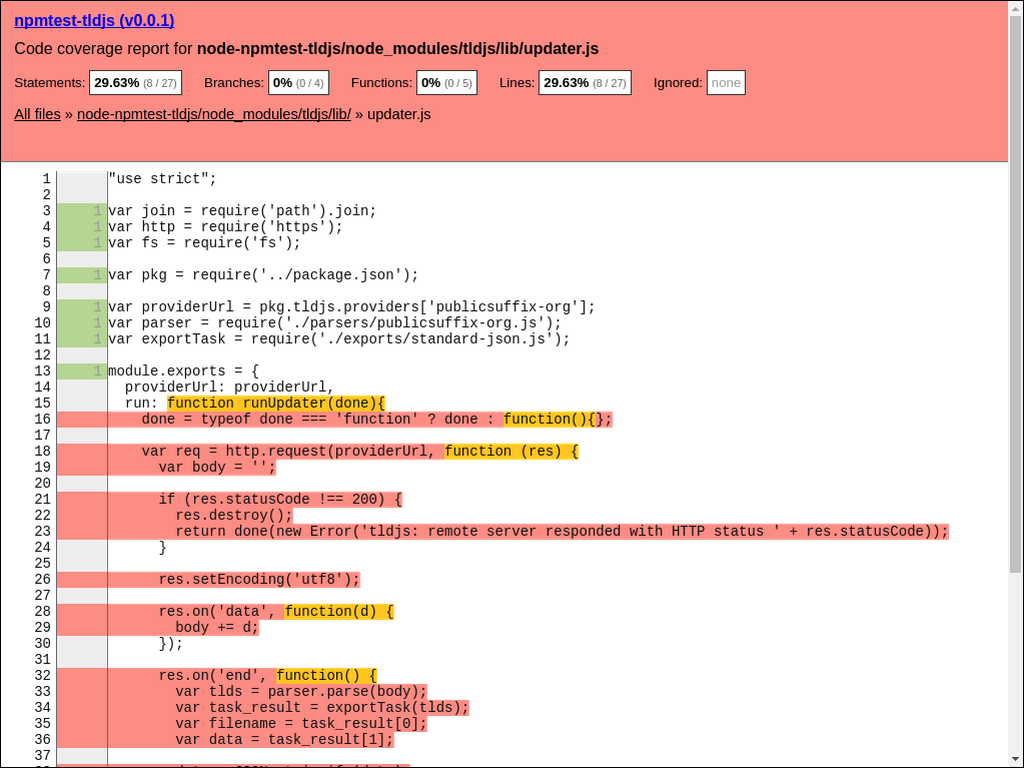 npmtest-tldjs (v0.0.1)
Code coverage report for node-npmtest-tldjs/node_modules/tldjs/lib/updater.js
Statements: 29.63% (8 / 27) Branches: 0% (0 / 4) Functions: 0% (0 / 5) Lines: 29.63% (8 / 27) Ignored: none
All files » node-npmtest-tldjs/node_modules/tldjs/lib/ » updater.js
1 "use strict";
2
3 1 var join = require('path').join;
4 1 var http = require('https');
5 1 var fs = require('fs');
6
7 1 var pkg = require('../package.json');
8
9 1 var providerUrl = pkg.tldjs.providers['publicsuffix-org'];
10 1 var parser = require('./parsers/publicsuffix-org.js');
11 1 var exportTask = require('./exports/standard-json.js');
12
13 1 module.exports = {
14 providerUrl: providerUrl,
15 run: function runUpdater(done){
16 done = typeof done === 'function' ? done : function(){};
17
18 var req = http.request(providerUrl, function (res) {
19 var body = '';
20
21 if (res.statusCode !== 200) {
22 res.destroy();
23 return done(new Error('tldjs: remote server responded with HTTP status ' + res.statusCode));
24 }
25
26 res.setEncoding('utf8');
27
28 res.on('data', function(d) {
29 body += d;
30 });
31
32 res.on('end', function() {
33 var tlds = parser.parse(body);
34 var task_result = exportTask(tlds);
35 var filename = task_result[0];
36 var data = task_result[1];
37